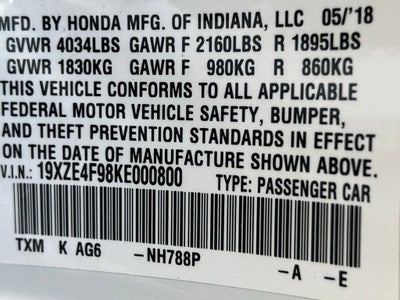 MFD. BY HONDA MFG. OF INDIANA, LLC 05/'18
GVWR 4034LBS GAWR F 2160LBS R 1895LBS
GVWR 1830KG GAWR F 980KG R 860KG
THIS VEHICLE CONFORMS TO ALL APPLICABLE
FEDERAL MOTOR VEHICLE SAFETY, BUMPER,
AND THEFT PREVENTION STANDARDS IN EFFECT
ON THE DATE OF MANUFACTURE SHOWN ABOVE.
V.I.N.: 19XZE4F98KE000800 TYPE: PASSENGER CAR
TXM K AG6 -NH788P -A -E